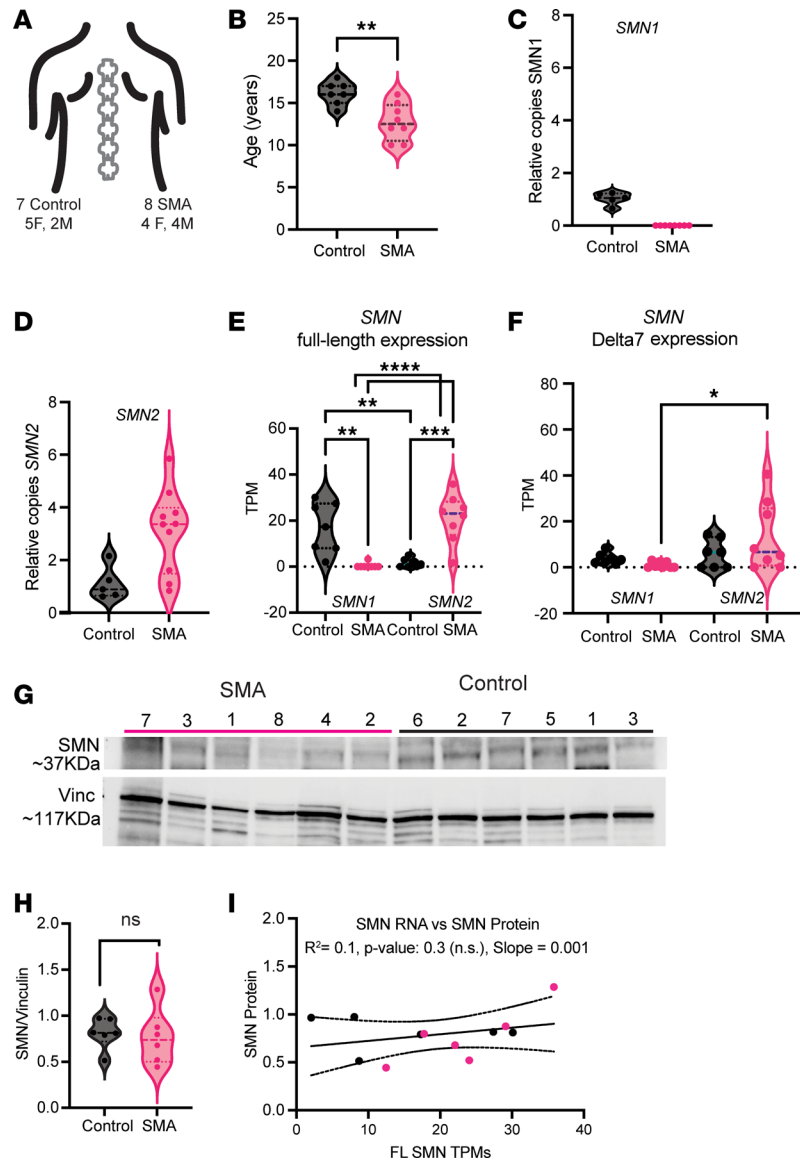 A
7 Control
5F, 2M
8 SMA
4 F, 4M
B
**
Age (years)
25
20
15
10
5
0
Control
SMA
C
SMN1
Relative copies SMN1
8
6
4
2
0
Control
SMA
D
SMN2
Relative copies SMN2
8
6
4
2
0
Control
SMA
E
SMN
full-length expression
****
**
**
***
TPM
60
40
20
0
-20
SMN1
SMN2
Control
SMA
Control
SMA
F
SMN
Delta7 expression
*
TPM
80
60
40
20
0
-20
SMN1
SMN2
Control
SMA
Control
SMA
G
SMA
Control
7 3 1 8 4 2 6 2 7 5 1 3
SMN
~37KDa
Vinc
~117KDa
H
ns
SMN/Vinculin
2.0
1.5
1.0
0.5
0.0
Control
SMA
I
SMN RNA vs SMN Protein
R²= 0.1, p-value: 0.3 (n.s.), Slope = 0.001
SMN Protein
2.0
1.5
1.0
0.5
0.0
0 10 20 30 40
FL SMN TPMs